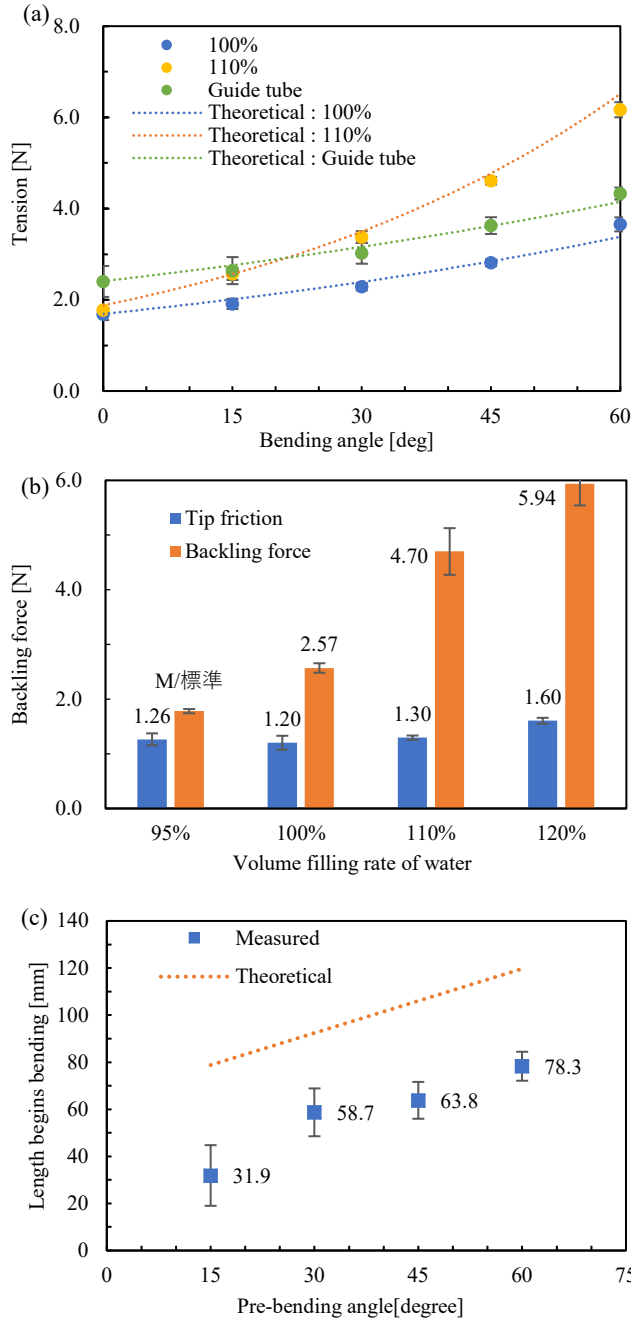 (a)
8.0
6.0
4.0
2.0
0.0
Tension [N]
100%
110%
Guide tube
Theoretical : 100%
Theoretical : 110%
Theoretical : Guide tube
0 15 30 45 60
Bending angle [deg]
(b)
6.0
4.0
2.0
0.0
Backling force [N]
Tip friction
Backling force
M/標準
1.26
1.20
2.57
1.30
4.70
1.60
5.94
95% 100% 110% 120%
Volume filling rate of water
(c)
140
120
100
80
60
40
20
0
Length begins bending [mm]
Measured
Theoretical
31.9
58.7
63.8
78.3
0 15 30 45 60 75
Pre-bending angle[degree]